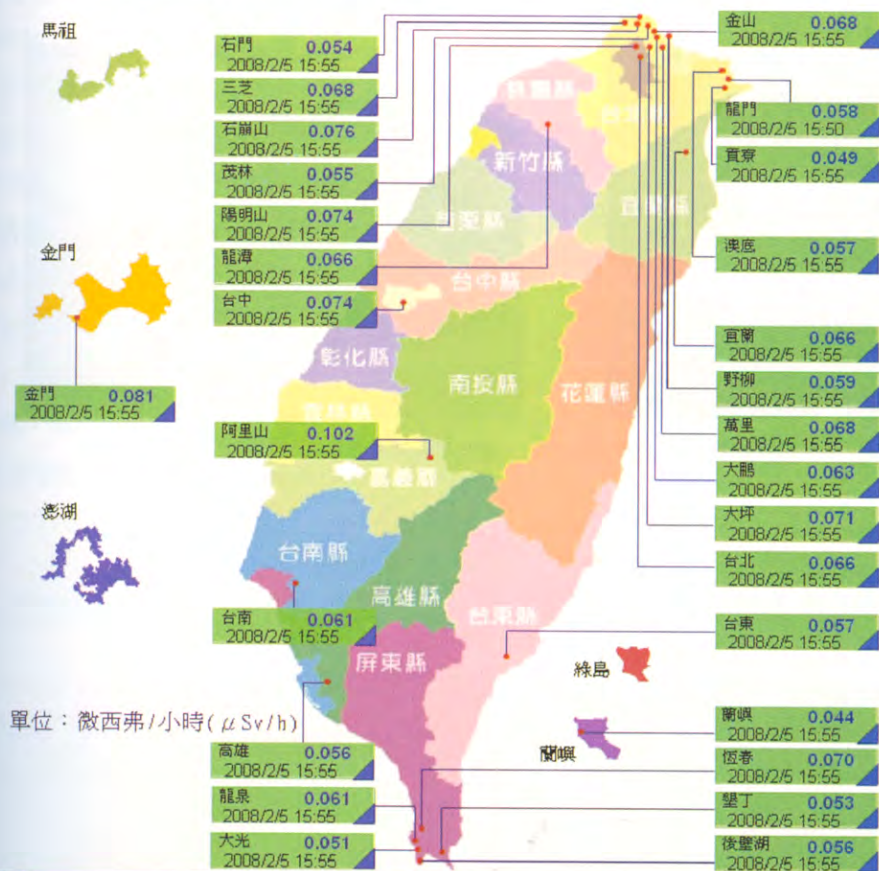 馬祖
石門 0.054
2008/2/5 15:55
三芝 0.068
2008/2/5 15:55
石崩山 0.076
2008/2/5 15:55
茂林 0.055
2008/2/5 15:55
陽明山 0.074
2008/2/5 15:55
龍潭 0.066
2008/2/5 15:55
台中 0.074
2008/2/5 15:55
金門
金門 0.081
2008/2/5 15:55
阿里山 0.102
2008/2/5 15:55
澎湖
台南 0.061
2008/2/5 15:55
單位：微西弗/小時(μSv/h)
高雄 0.056
2008/2/5 15:55
龍泉 0.061
2008/2/5 15:55
大光 0.051
2008/2/5 15:55
桃園縣
台北縣
新竹縣
宜蘭縣
苗栗縣
台中縣
彰化縣
南投縣
花蓮縣
雲林縣
嘉義縣
台南縣
高雄縣
台東縣
屏東縣
綠島
蘭嶼
金山 0.068
2008/2/5 15:55
龍門 0.058
2008/2/5 15:50
貢寮 0.049
2008/2/5 15:55
澳底 0.057
2008/2/5 15:55
宜蘭 0.066
2008/2/5 15:55
野柳 0.059
2008/2/5 15:55
萬里 0.068
2008/2/5 15:55
大鵬 0.063
2008/2/5 15:55
大坪 0.071
2008/2/5 15:55
台北 0.066
2008/2/5 15:55
台東 0.057
2008/2/5 15:55
蘭嶼 0.044
2008/2/5 15:55
恆春 0.070
2008/2/5 15:55
墾丁 0.053
2008/2/5 15:55
後壁湖 0.056
2008/2/5 15:55